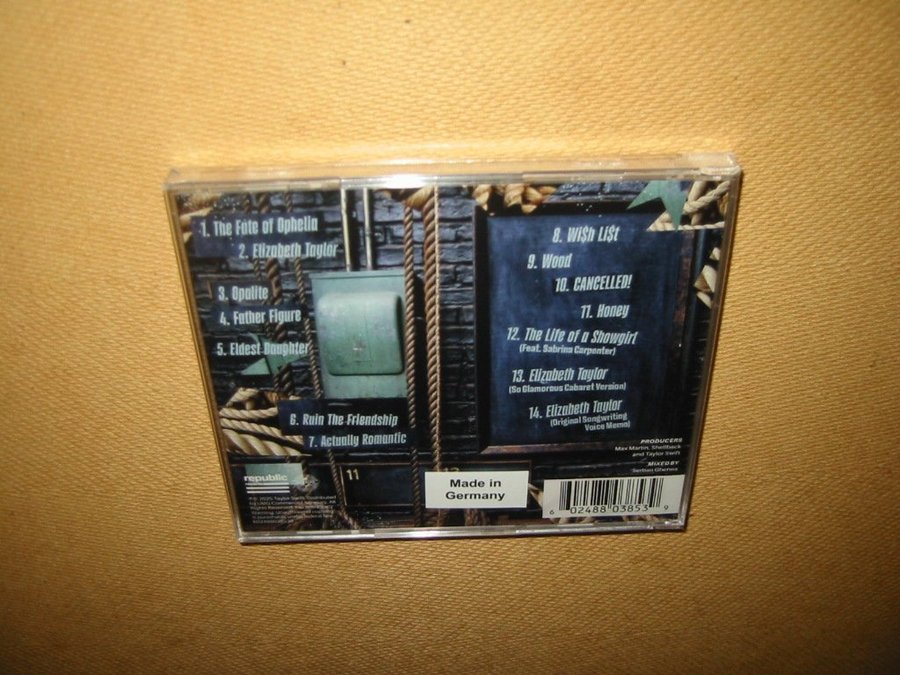 1. The Fate of Ophelia
2. Elizabeth Taylor
3. Opalite
4. Father Figure
5. Eldest Daughter
6. Ruin The Friendship
7. Actually Romantic
8. Wi$h Li$t
9. Wood
10. CANCELLED!
11. Honey
12. The Life of a Showgirl
(Feat. Sabrina Carpenter)
13. Elizabeth Taylor
(So Glamorous Cabaret Version)
14. Elizabeth Taylor
(Original Songwriting
Voice Memo)
PRODUCERS
Max Martin, Shellback
and Taylor Swift
MIXED BY
Serban Ghenea
republic
11
Made in
Germany
6 02488 03853 9